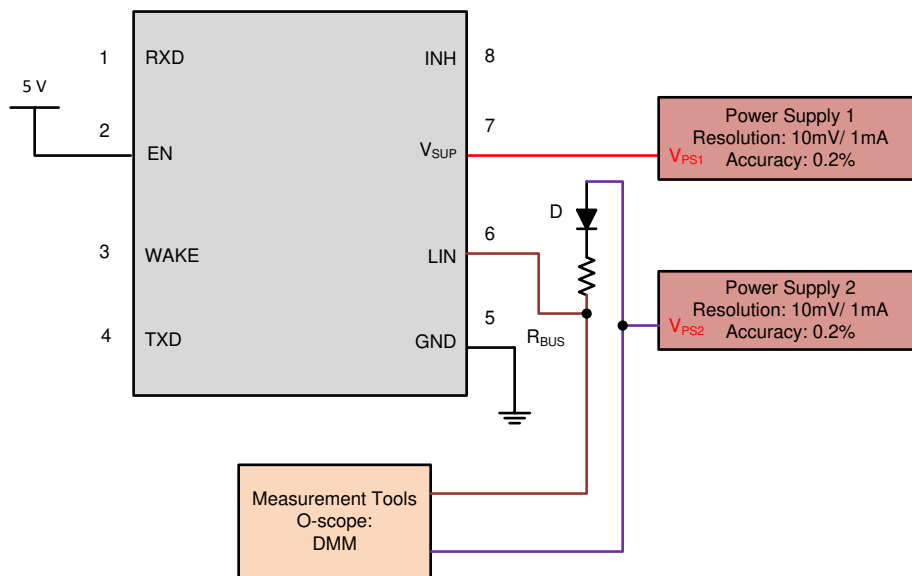 1
RXD
INH
8
5 V
2
EN
7
VSUP
Power Supply 1
Resolution: 10mV/ 1mA
VPS1
Accuracy: 0.2%
D
3
WAKE
6
LIN
Power Supply 2
Resolution: 10mV/ 1mA
VPS2
Accuracy: 0.2%
4
TXD
5
GND
RBUS
Measurement Tools
O-scope:
DMM